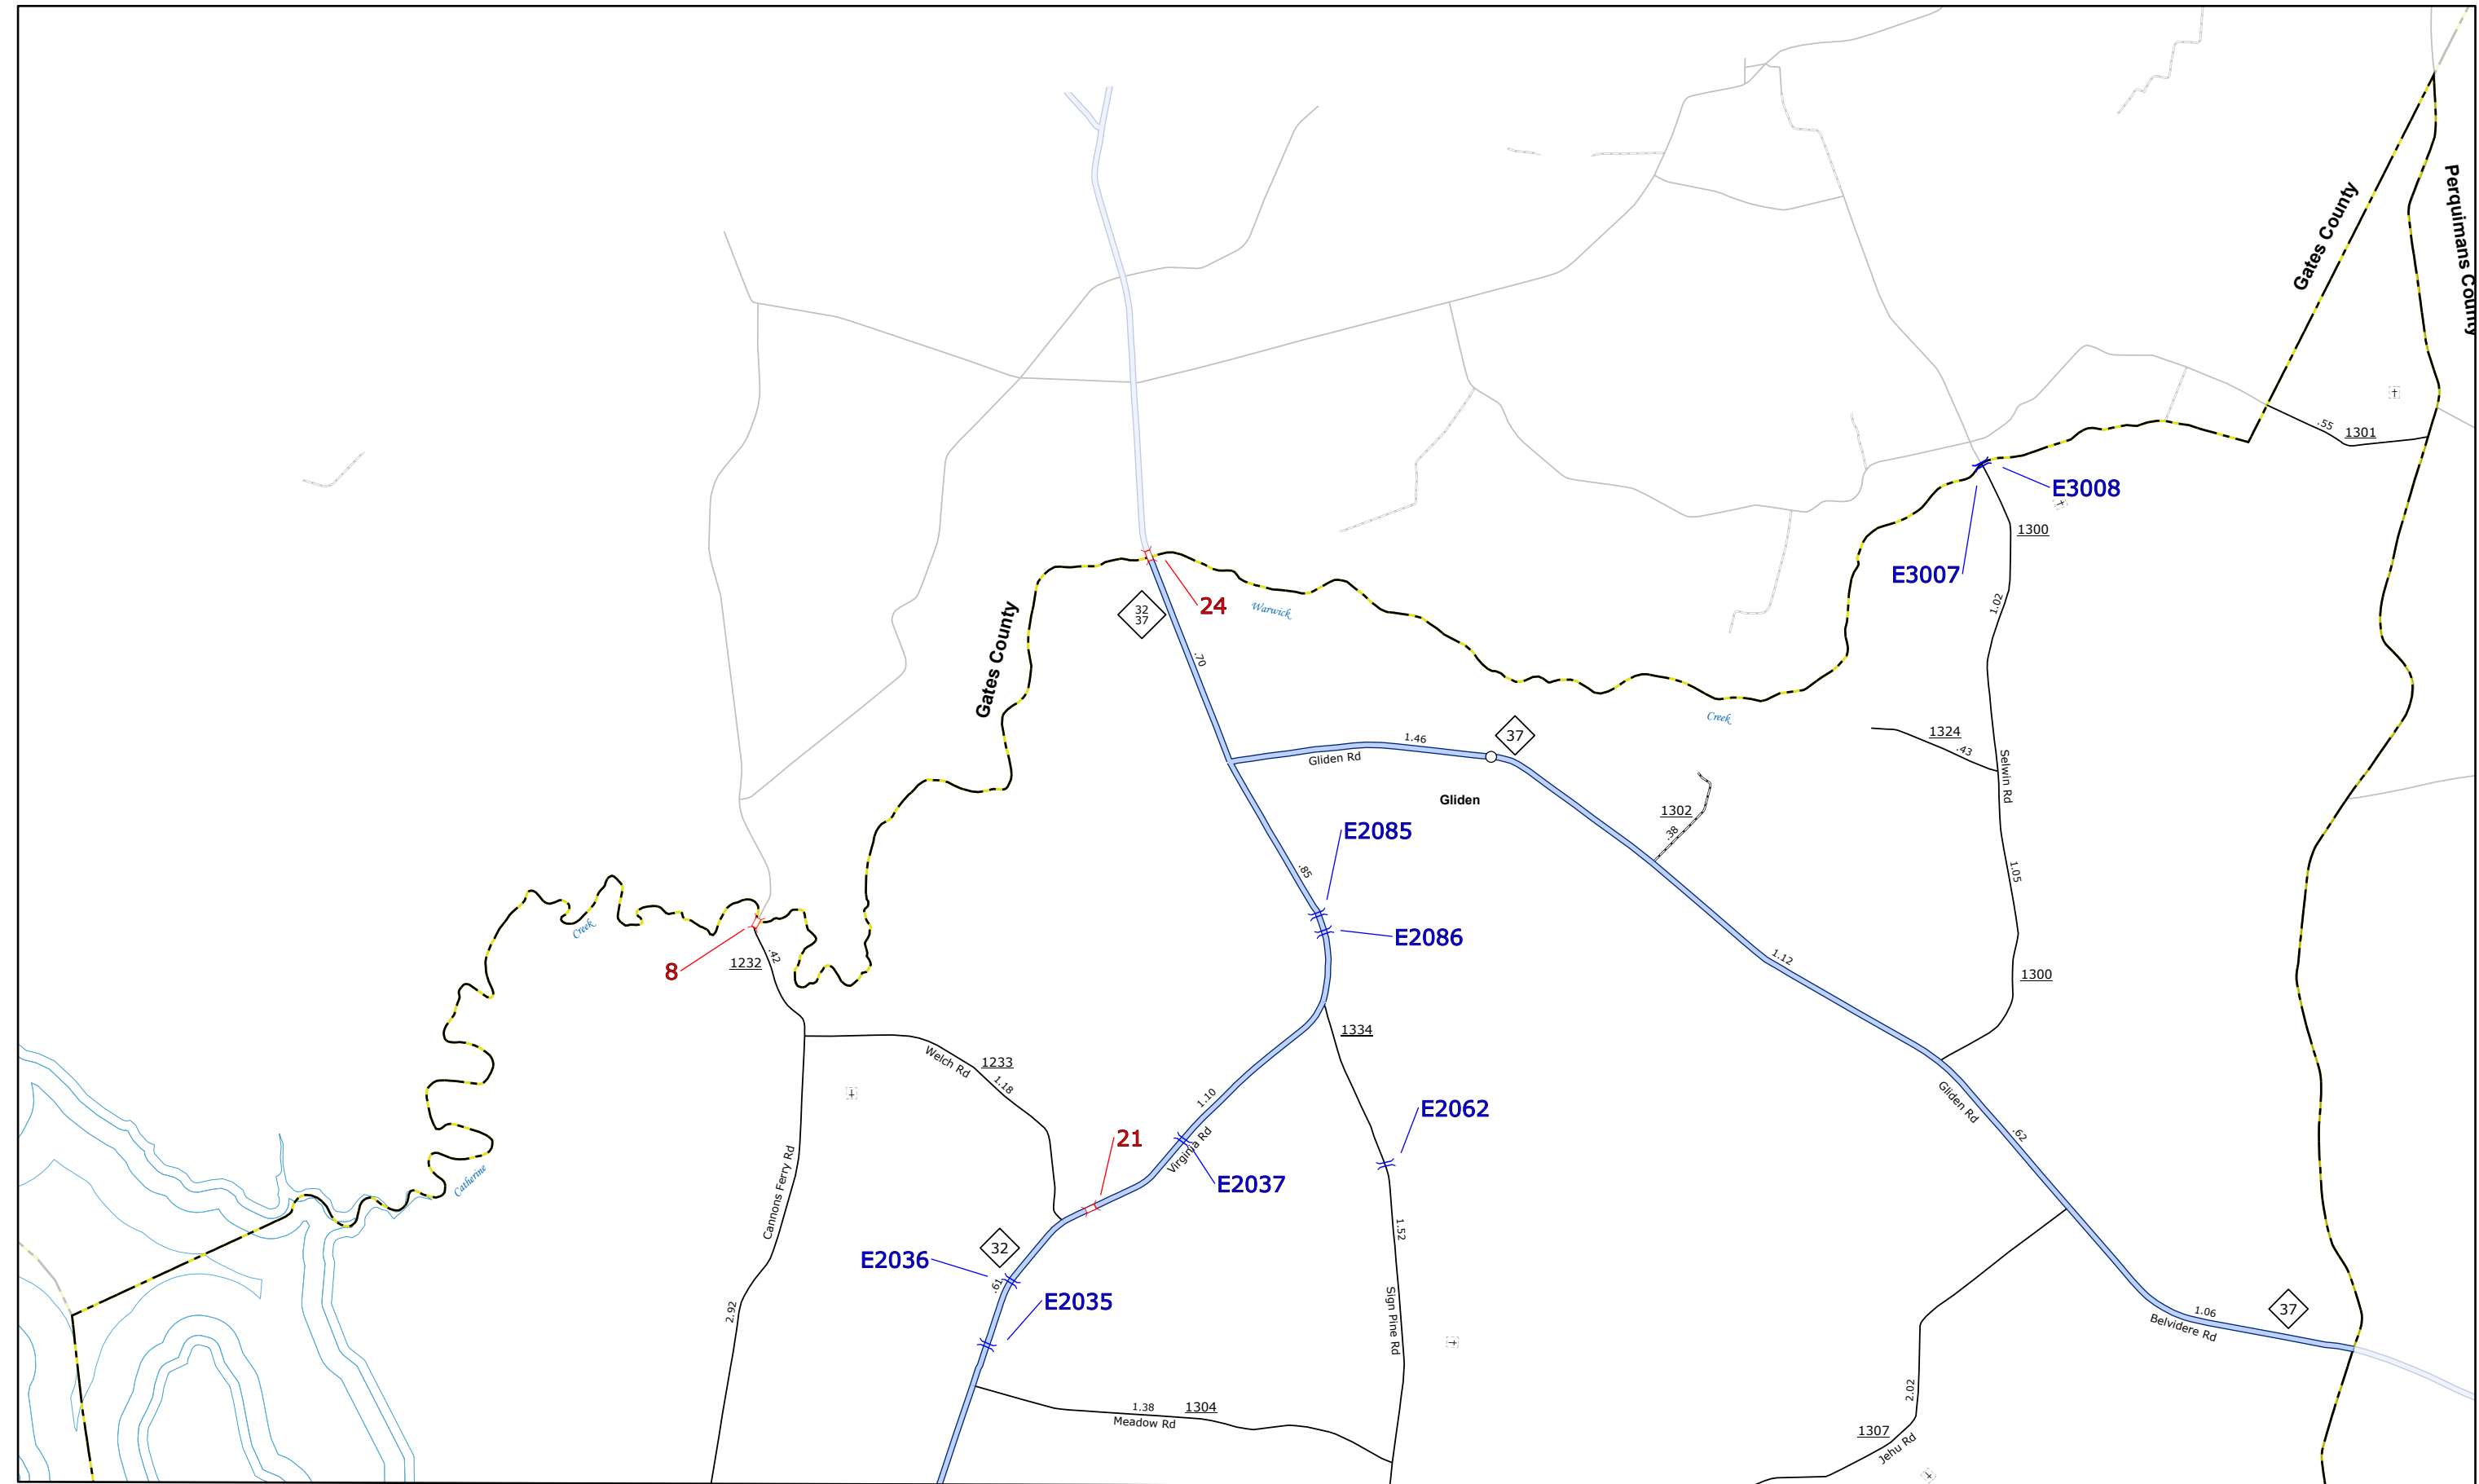 Perquimans County
Gates County
.55
1301
E3008
1300
E3007
1.02
24
32
37
Warwick
Gates County
.70
Creek
37
1.46
Gliden Rd
1324
.43
Selwin Rd
Gliden
1302
.38
E2085
.85
1.05
E2086
Creek
8
1232
.42
1.12
1300
1334
Welch Rd
1233
1.18
1.10
Gliden Rd
E2062
.62
21
Virginia Rd
Catherine
Cannons Ferry Rd
E2037
1.52
32
E2036
.61
E2035
2.92
Sign Pine Rd
37
1.06
Belvidere Rd
1.38
1304
Meadow Rd
2.02
1307
Jehu Rd